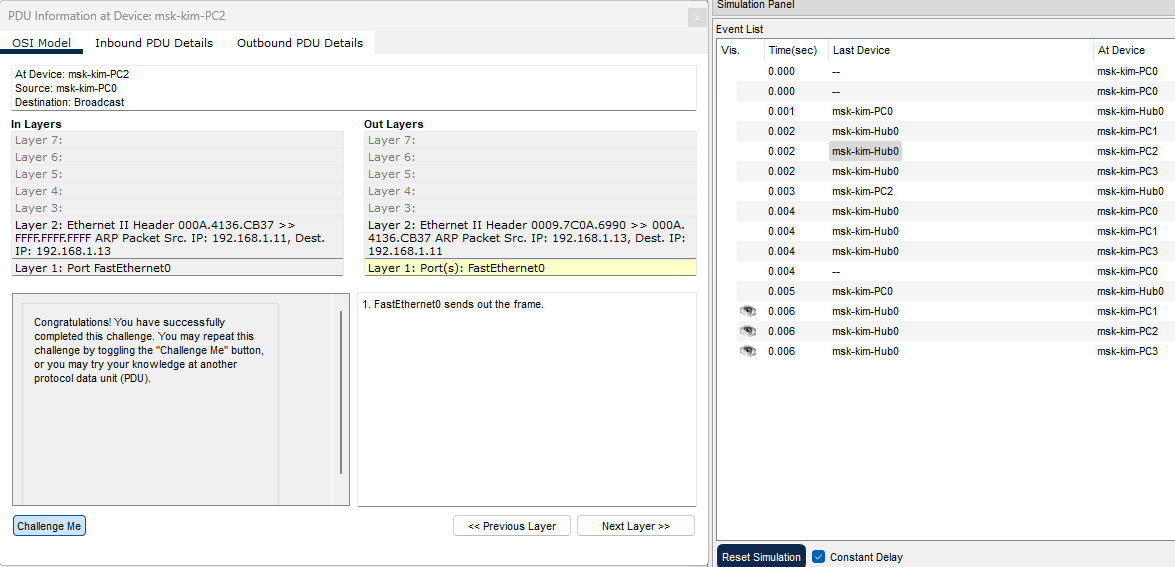 PDU Information at Device: msk-kim-PC2
OSI Model Inbound PDU Details Outbound PDU Details
At Device: msk-kim-PC2
Source: msk-kim-PC0
Destination: Broadcast
In Layers
Layer 7:
Layer 6:
Layer 5:
Layer 4:
Layer 3:
Layer 2: Ethernet II Header 000A.4136.CB37 >>
FFFF.FFFF.FFFF ARP Packet Src. IP: 192.168.1.11, Dest.
IP: 192.168.1.13
Layer 1: Port FastEthernet0
Out Layers
Layer 7:
Layer 6:
Layer 5:
Layer 4:
Layer 3:
Layer 2: Ethernet II Header 0009.7C0A.6990 >> 000A.
4136.CB37 ARP Packet Src. IP: 192.168.1.13, Dest. IP:
192.168.1.11
Layer 1: Port(s): FastEthernet0
Congratulations! You have successfully
completed this challenge. You may repeat this
challenge by toggling the "Challenge Me" button,
or you may try your knowledge at another
protocol data unit (PDU).
1. FastEthernet0 sends out the frame.
Challenge Me
<< Previous Layer Next Layer >>
Simulation Panel
Event List
Vis. Time(sec) Last Device At Device
0.000 -- msk-kim-PC0
0.000 -- msk-kim-PC0
0.001 msk-kim-PC0 msk-kim-Hub0
0.002 msk-kim-Hub0 msk-kim-PC1
0.002 msk-kim-Hub0 msk-kim-PC2
0.002 msk-kim-Hub0 msk-kim-PC3
0.003 msk-kim-PC2 msk-kim-Hub0
0.004 msk-kim-Hub0 msk-kim-PC0
0.004 msk-kim-Hub0 msk-kim-PC1
0.004 msk-kim-Hub0 msk-kim-PC3
0.004 -- msk-kim-PC0
0.005 msk-kim-PC0 msk-kim-Hub0
0.006 msk-kim-Hub0 msk-kim-PC1
0.006 msk-kim-Hub0 msk-kim-PC2
0.006 msk-kim-Hub0 msk-kim-PC3
Reset Simulation Constant Delay